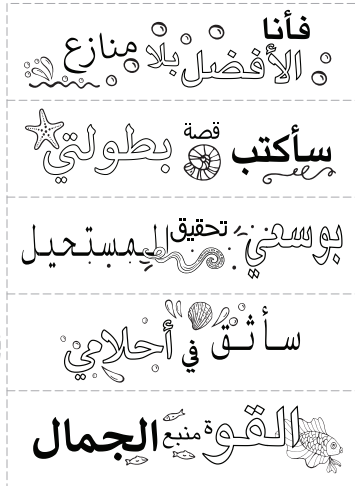 فأنا الأفضل بلا منازع
سأكتب قصة بطولتي
بوسعي تحقيق المستحيل
سأثق في أحلامي
القوة منبع الجمال